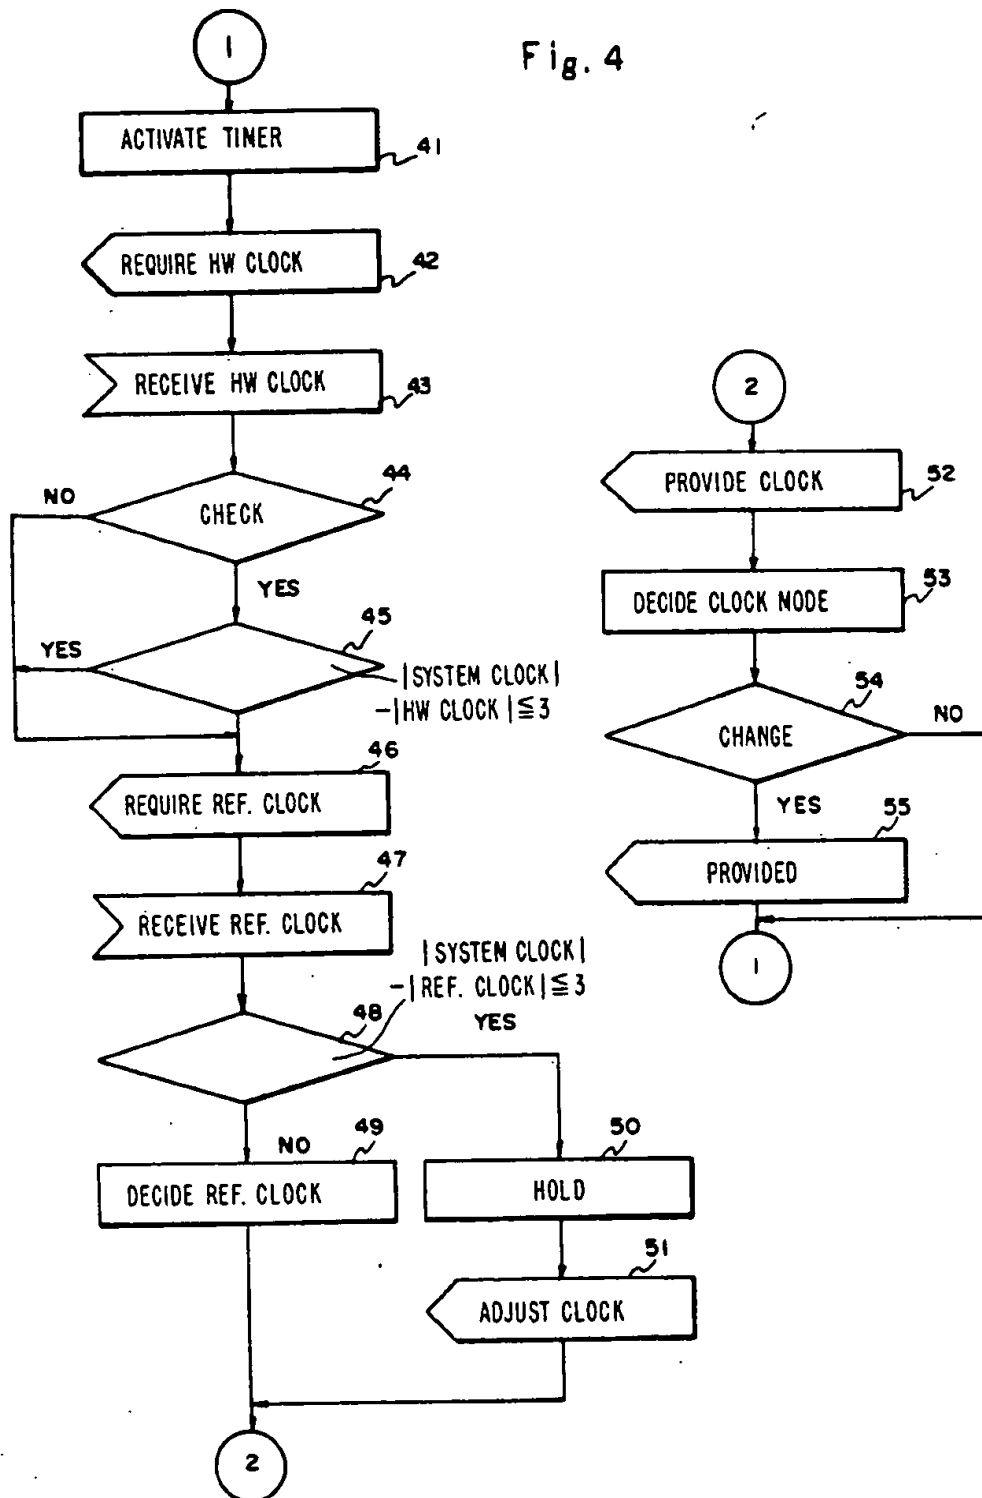 Fig. 4
1
ACTIVATE TIMER
41
REQUIRE HW CLOCK
42
RECEIVE HW CLOCK
43
44
NO
CHECK
YES
45
YES
|SYSTEM CLOCK|
-|HW CLOCK|≦3
46
REQUIRE REF. CLOCK
47
RECEIVE REF. CLOCK
|SYSTEM CLOCK|
-|REF. CLOCK|≦3
48
YES
NO
49
DECIDE REF. CLOCK
50
HOLD
51
ADJUST CLOCK
2
2
PROVIDE CLOCK
52
DECIDE CLOCK NODE
53
54
CHANGE
NO
YES
55
PROVIDED
1